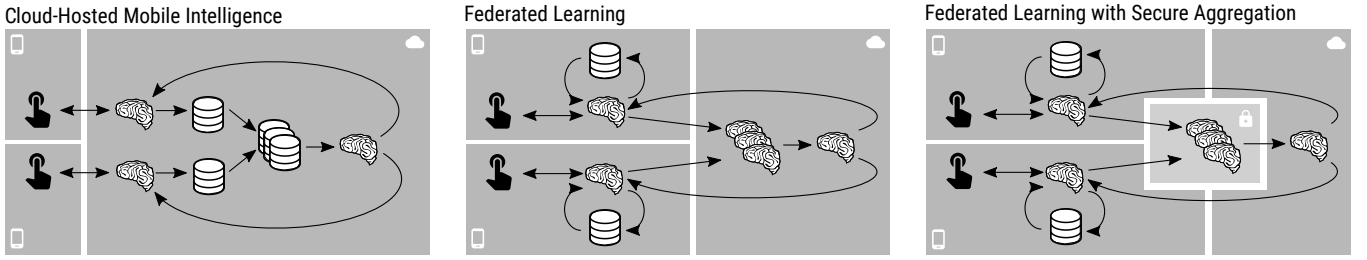 Cloud-Hosted Mobile Intelligence
Federated Learning
Federated Learning with Secure Aggregation